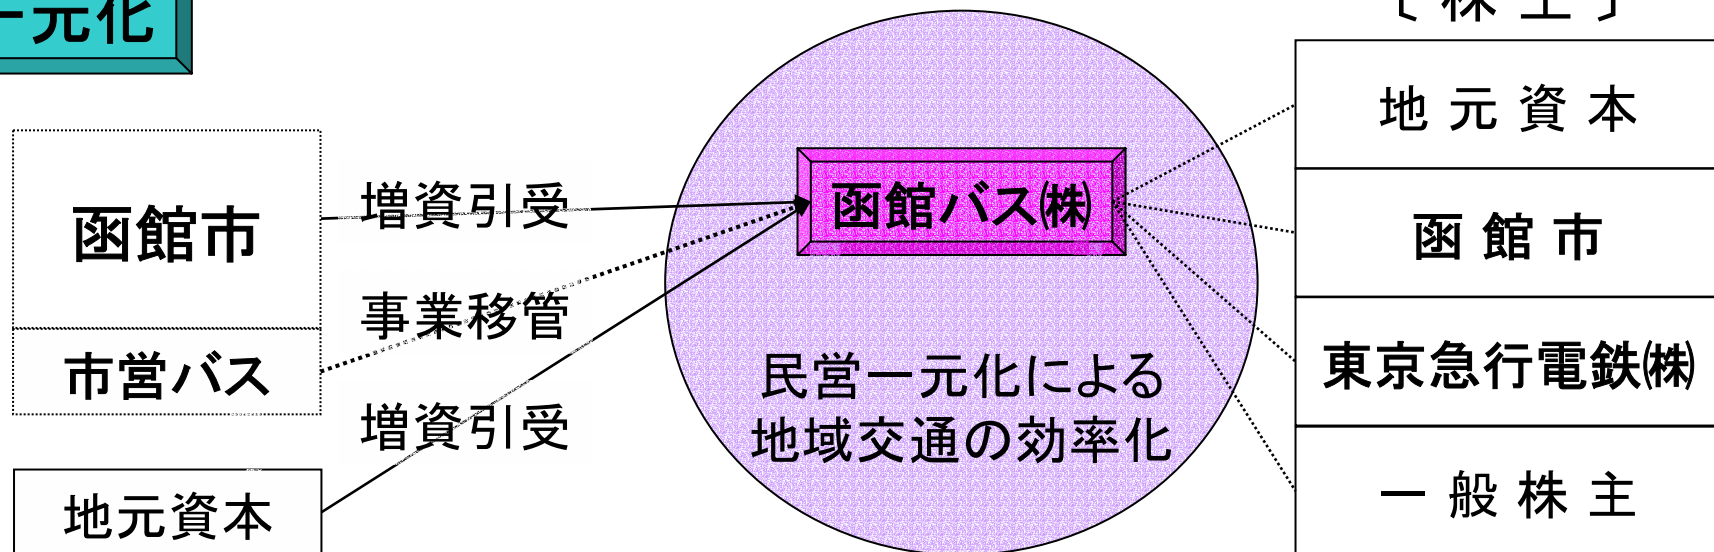 一元化
〔 株 主 〕
函館市
市営バス
地元資本
増資引受
事業移管
増資引受
函館バス㈱
民営一元化による
地域交通の効率化
地 元 資 本
函 館 市
東京急行電鉄㈱
一 般 株 主